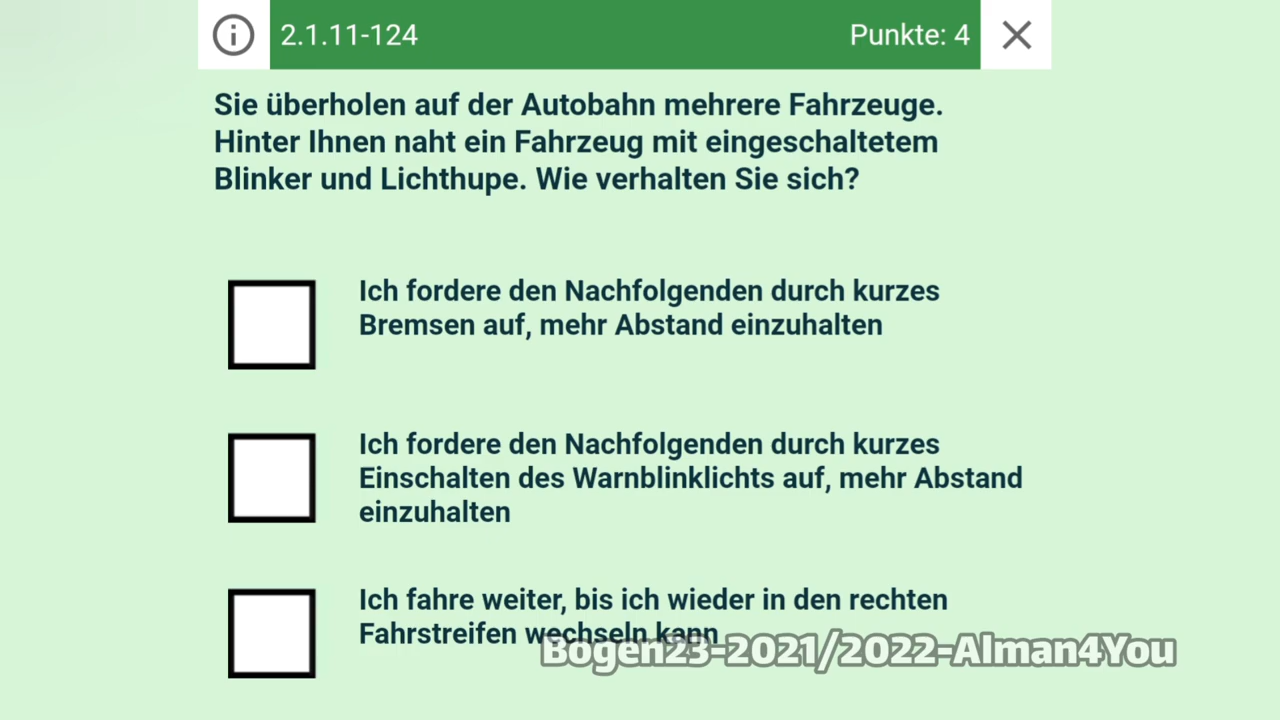 2.1.11-124 Punkte: 4
Sie überholen auf der Autobahn mehrere Fahrzeuge.
Hinter Ihnen naht ein Fahrzeug mit eingeschaltetem
Blinker und Lichthupe. Wie verhalten Sie sich?
Ich fordere den Nachfolgenden durch kurzes
Bremsen auf, mehr Abstand einzuhalten
Ich fordere den Nachfolgenden durch kurzes
Einschalten des Warnblinklichts auf, mehr Abstand
einzuhalten
Ich fahre weiter, bis ich wieder in den rechten
Fahrstreifen wechseln kann
Bogen23-2021/2022-Alman4You